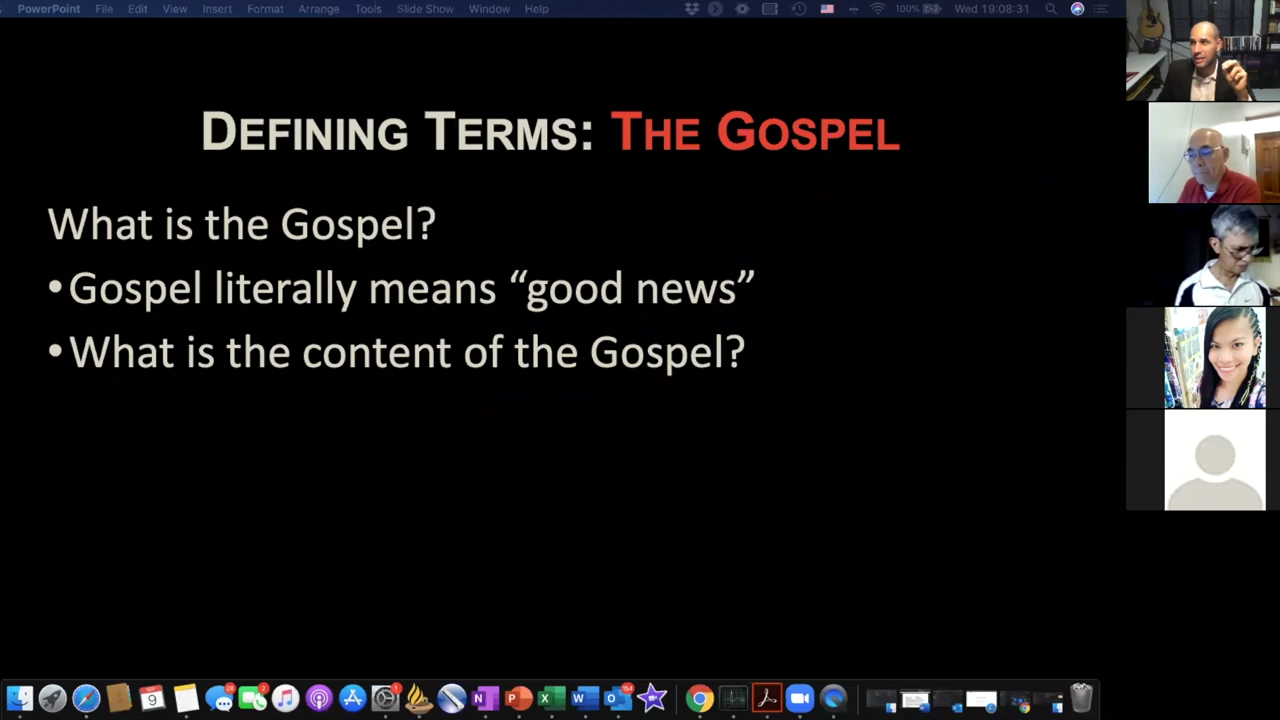 PowerPoint File Edit View Insert Format Arrange Tools Slide Show Window Help 100% Wed 19:08:31
DEFINING TERMS: THE GOSPEL
What is the Gospel?
•Gospel literally means “good news”
•What is the content of the Gospel?
9